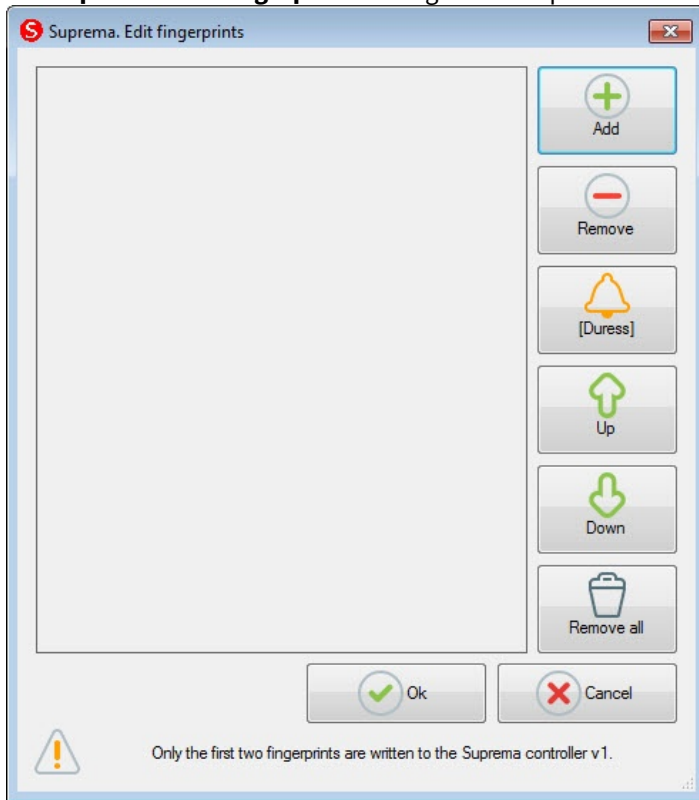 Suprema. Edit fingerprints
Add
Remove
[Duress]
Up
Down
Remove all
Ok
Cancel
Only the first two fingerprints are written to the Suprema controller v1.